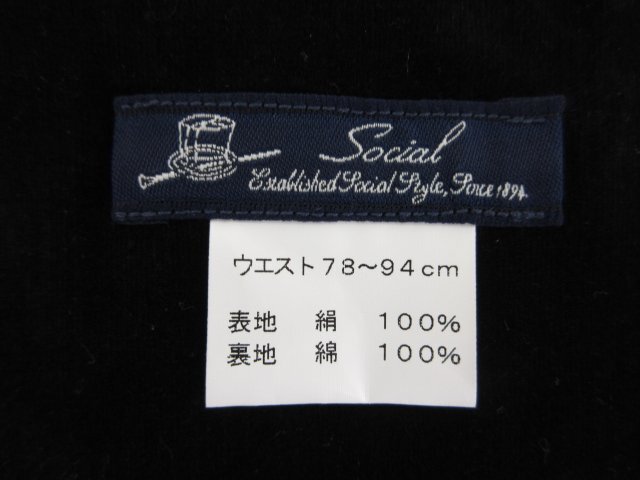 Social
Established Social Style, Since 1894.
ウエスト78～94cm
表地　絹　100%
裏地　綿　100%